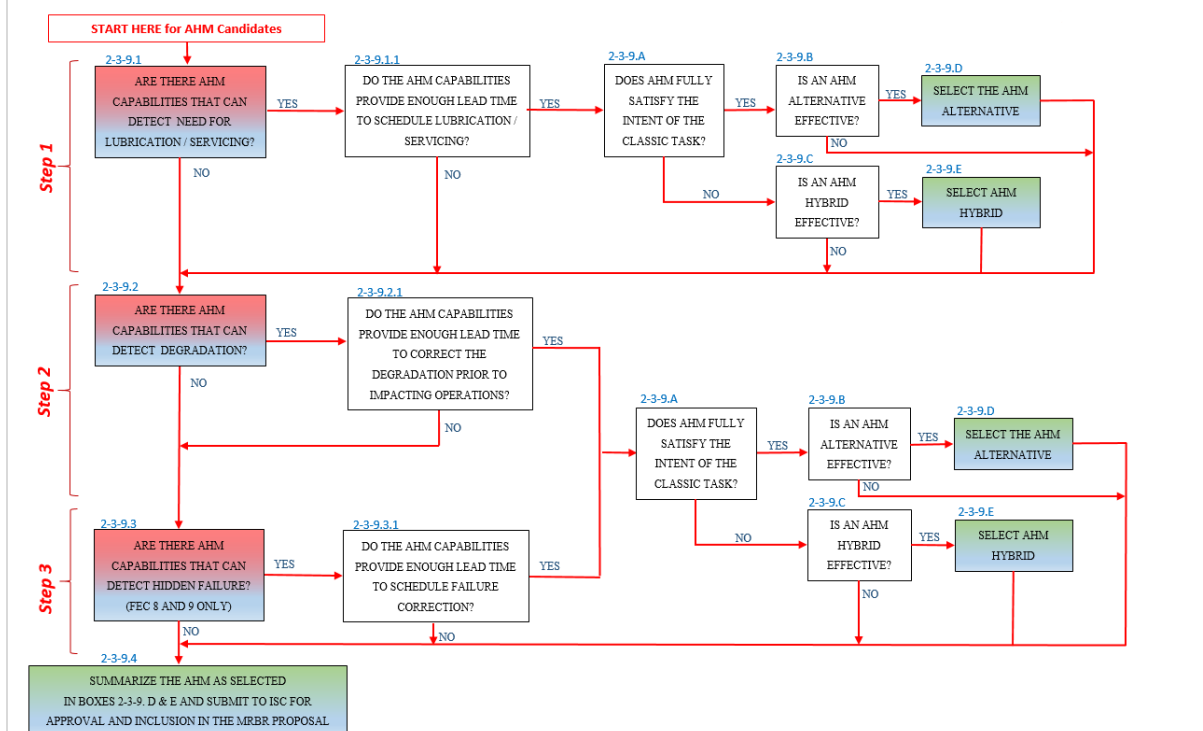 START HERE for AHM Candidates
Step 1
2-3-9.1
ARE THERE AHM
CAPABILITIES THAT CAN
DETECT NEED FOR
LUBRICATION / SERVICING?
YES
NO
2-3-9.1.1
DO THE AHM CAPABILITIES
PROVIDE ENOUGH LEAD TIME
TO SCHEDULE LUBRICATION /
SERVICING?
YES
NO
2-3-9.A
DOES AHM FULLY
SATISFY THE
INTENT OF THE
CLASSIC TASK?
YES
NO
2-3-9.B
IS AN AHM
ALTERNATIVE
EFFECTIVE?
YES
NO
2-3-9.D
SELECT THE AHM
ALTERNATIVE
2-3-9.C
IS AN AHM
HYBRID
EFFECTIVE?
YES
NO
2-3-9.E
SELECT AHM
HYBRID
Step 2
2-3-9.2
ARE THERE AHM
CAPABILITIES THAT CAN
DETECT DEGRADATION?
YES
NO
2-3-9.2.1
DO THE AHM CAPABILITIES
PROVIDE ENOUGH LEAD TIME
TO CORRECT THE
DEGRADATION PRIOR TO
IMPACTING OPERATIONS?
YES
NO
2-3-9.A
DOES AHM FULLY
SATISFY THE
INTENT OF THE
CLASSIC TASK?
YES
NO
2-3-9.B
IS AN AHM
ALTERNATIVE
EFFECTIVE?
YES
NO
2-3-9.D
SELECT THE AHM
ALTERNATIVE
2-3-9.C
IS AN AHM
HYBRID
EFFECTIVE?
YES
NO
2-3-9.E
SELECT AHM
HYBRID
Step 3
2-3-9.3
ARE THERE AHM
CAPABILITIES THAT CAN
DETECT HIDDEN FAILURE?
(FEC 8 AND 9 ONLY)
YES
NO
2-3-9.3.1
DO THE AHM CAPABILITIES
PROVIDE ENOUGH LEAD TIME
TO SCHEDULE FAILURE
CORRECTION?
YES
NO
2-3-9.4
SUMMARIZE THE AHM AS SELECTED
IN BOXES 2-3-9. D & E AND SUBMIT TO ISC FOR
APPROVAL AND INCLUSION IN THE MRBR PROPOSAL